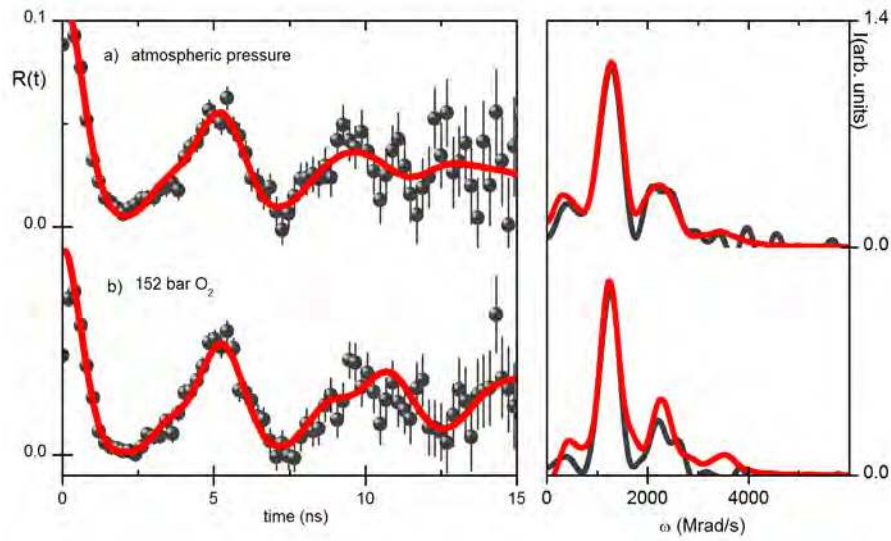 0.1
a) atmospheric pressure
R(t)
0.0
b) 152 bar O₂
0.0
0 5 10 15
time (ns)
1.4
I(arb. units)
0.0
0.0
0 2000 4000
ω (Mrad/s)